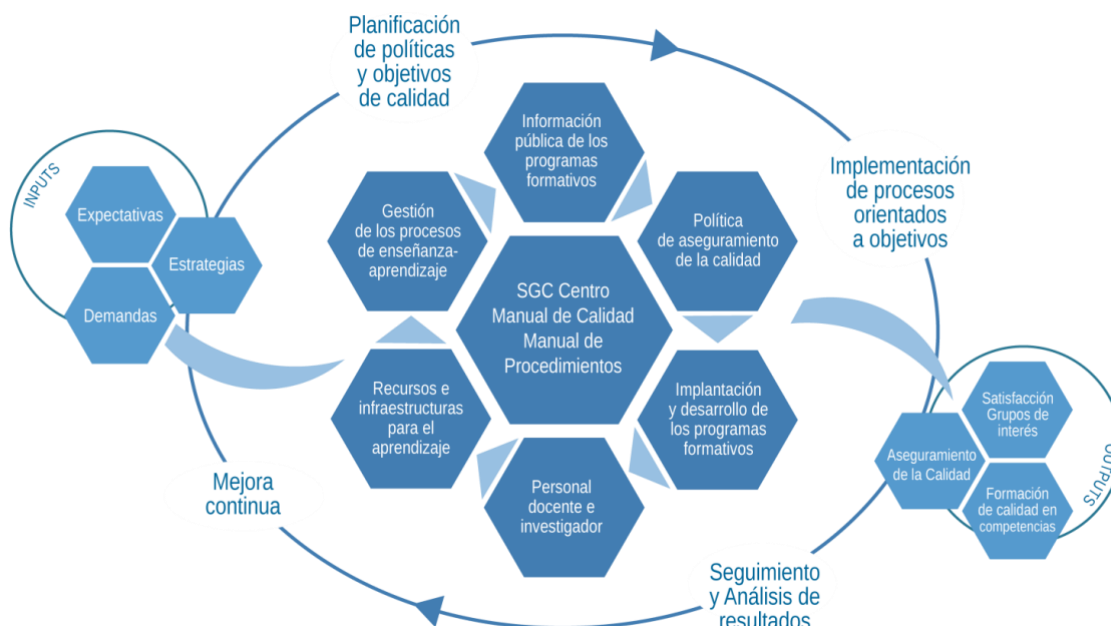 Planificación
de políticas
y objetivos
de calidad
Información
pública de los
programas
formativos
Implementación
de procesos
orientados
a objetivos
INPUTS
Expectativas
Estrategias
Demandas
Gestión
de los procesos
de enseñanza-
aprendizaje
Política
de aseguramiento
de la calidad
SGC Centro
Manual de Calidad
Manual de
Procedimientos
Recursos e
infraestructuras
para el
aprendizaje
Implantación
y desarrollo de
los programas
formativos
Personal
docente e
investigador
Satisfacción
Grupos de
interés
Aseguramiento
de la Calidad
Formación
de calidad en
competencias
OUTPUTS
Mejora
continua
Seguimiento
y Análisis de
resultados